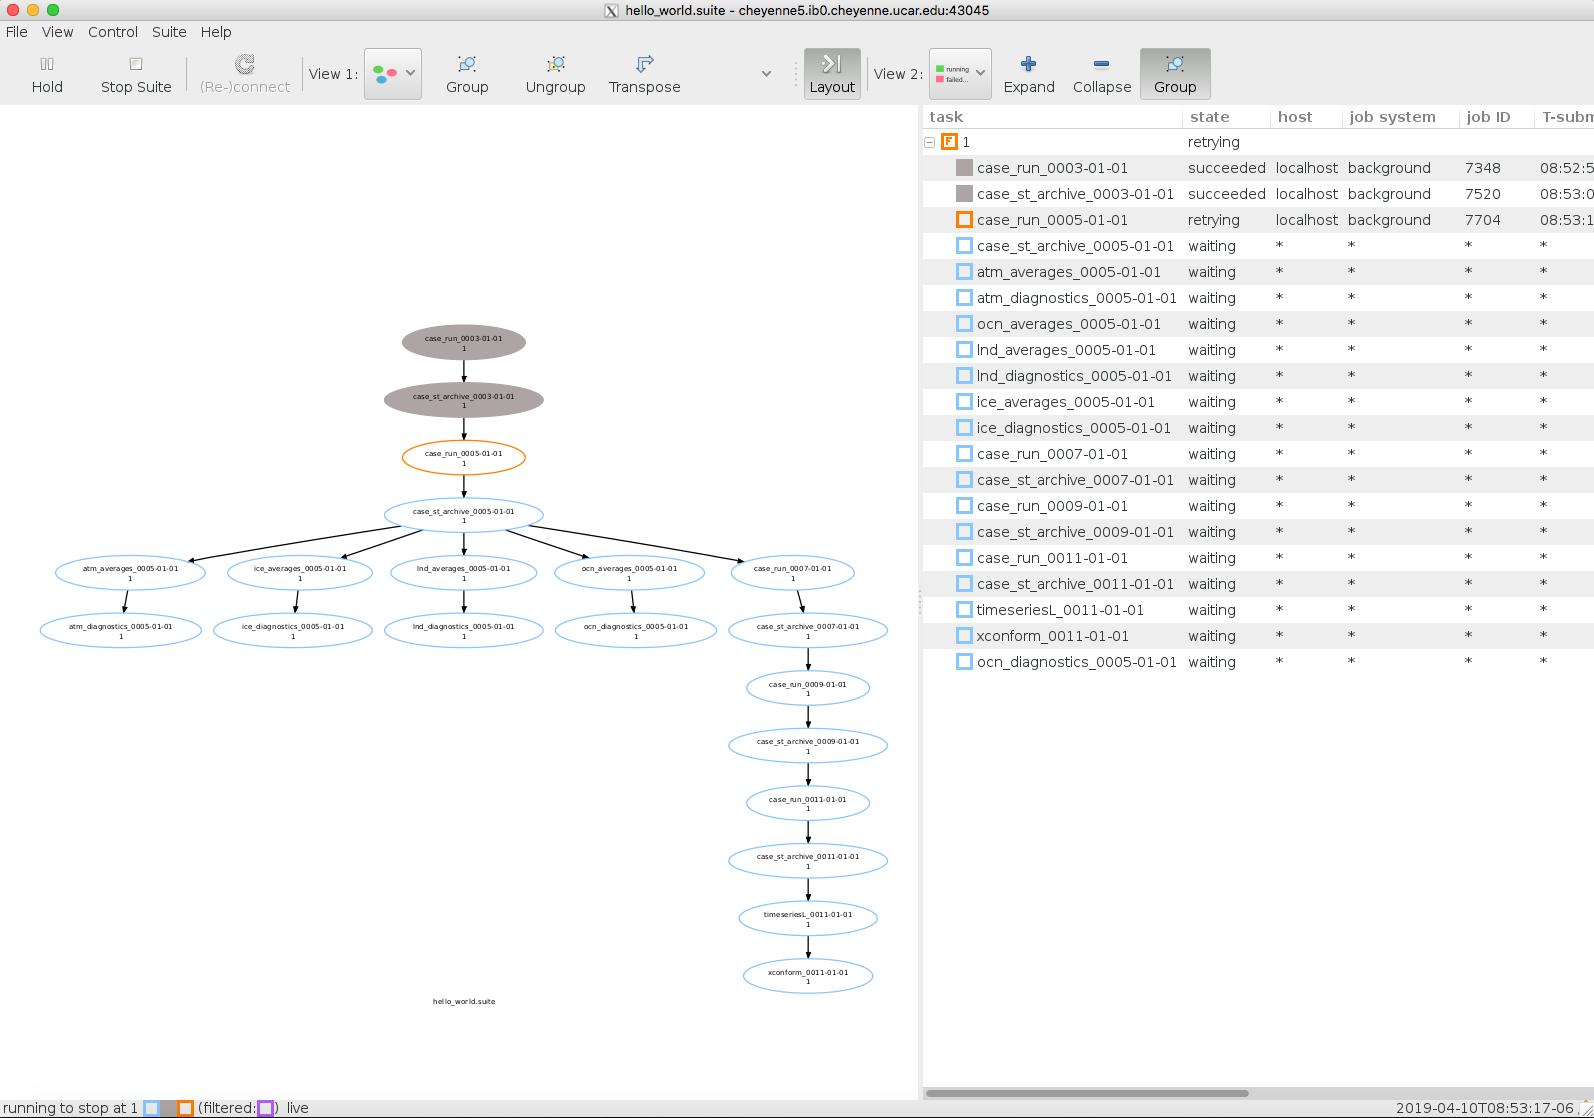 hello_world.suite - cheyenne5.ib0.cheyenne.ucar.edu:43045
File View Control Suite Help
Hold Stop Suite (Re-)connect View 1: Group Ungroup Transpose Layout View 2: running failed... Expand Collapse Group
task state host job system job ID T-subm
F 1 retrying
case_run_0003-01-01 succeeded localhost background 7348 08:52:5
case_st_archive_0003-01-01 succeeded localhost background 7520 08:53:0
case_run_0005-01-01 retrying localhost background 7704 08:53:1
case_st_archive_0005-01-01 waiting * * * *
atm_averages_0005-01-01 waiting * * * *
atm_diagnostics_0005-01-01 waiting * * * *
ocn_averages_0005-01-01 waiting * * * *
lnd_averages_0005-01-01 waiting * * * *
lnd_diagnostics_0005-01-01 waiting * * * *
ice_averages_0005-01-01 waiting * * * *
ice_diagnostics_0005-01-01 waiting * * * *
case_run_0007-01-01 waiting * * * *
case_st_archive_0007-01-01 waiting * * * *
case_run_0009-01-01 waiting * * * *
case_st_archive_0009-01-01 waiting * * * *
case_run_0011-01-01 waiting * * * *
case_st_archive_0011-01-01 waiting * * * *
timeseriesL_0011-01-01 waiting * * * *
xconform_0011-01-01 waiting * * * *
ocn_diagnostics_0005-01-01 waiting * * * *
case_run_0003-01-01
1
case_st_archive_0003-01-01
1
case_run_0005-01-01
1
case_st_archive_0005-01-01
1
atm_averages_0005-01-01
1
ice_averages_0005-01-01
1
lnd_averages_0005-01-01
1
ocn_averages_0005-01-01
1
case_run_0007-01-01
1
atm_diagnostics_0005-01-01
1
ice_diagnostics_0005-01-01
1
lnd_diagnostics_0005-01-01
1
ocn_diagnostics_0005-01-01
1
case_st_archive_0007-01-01
1
case_run_0009-01-01
1
case_st_archive_0009-01-01
1
case_run_0011-01-01
1
case_st_archive_0011-01-01
1
timeseriesL_0011-01-01
1
xconform_0011-01-01
1
hello_world.suite
running to stop at 1 (filtered: ) live 2019-04-10T08:53:17-06